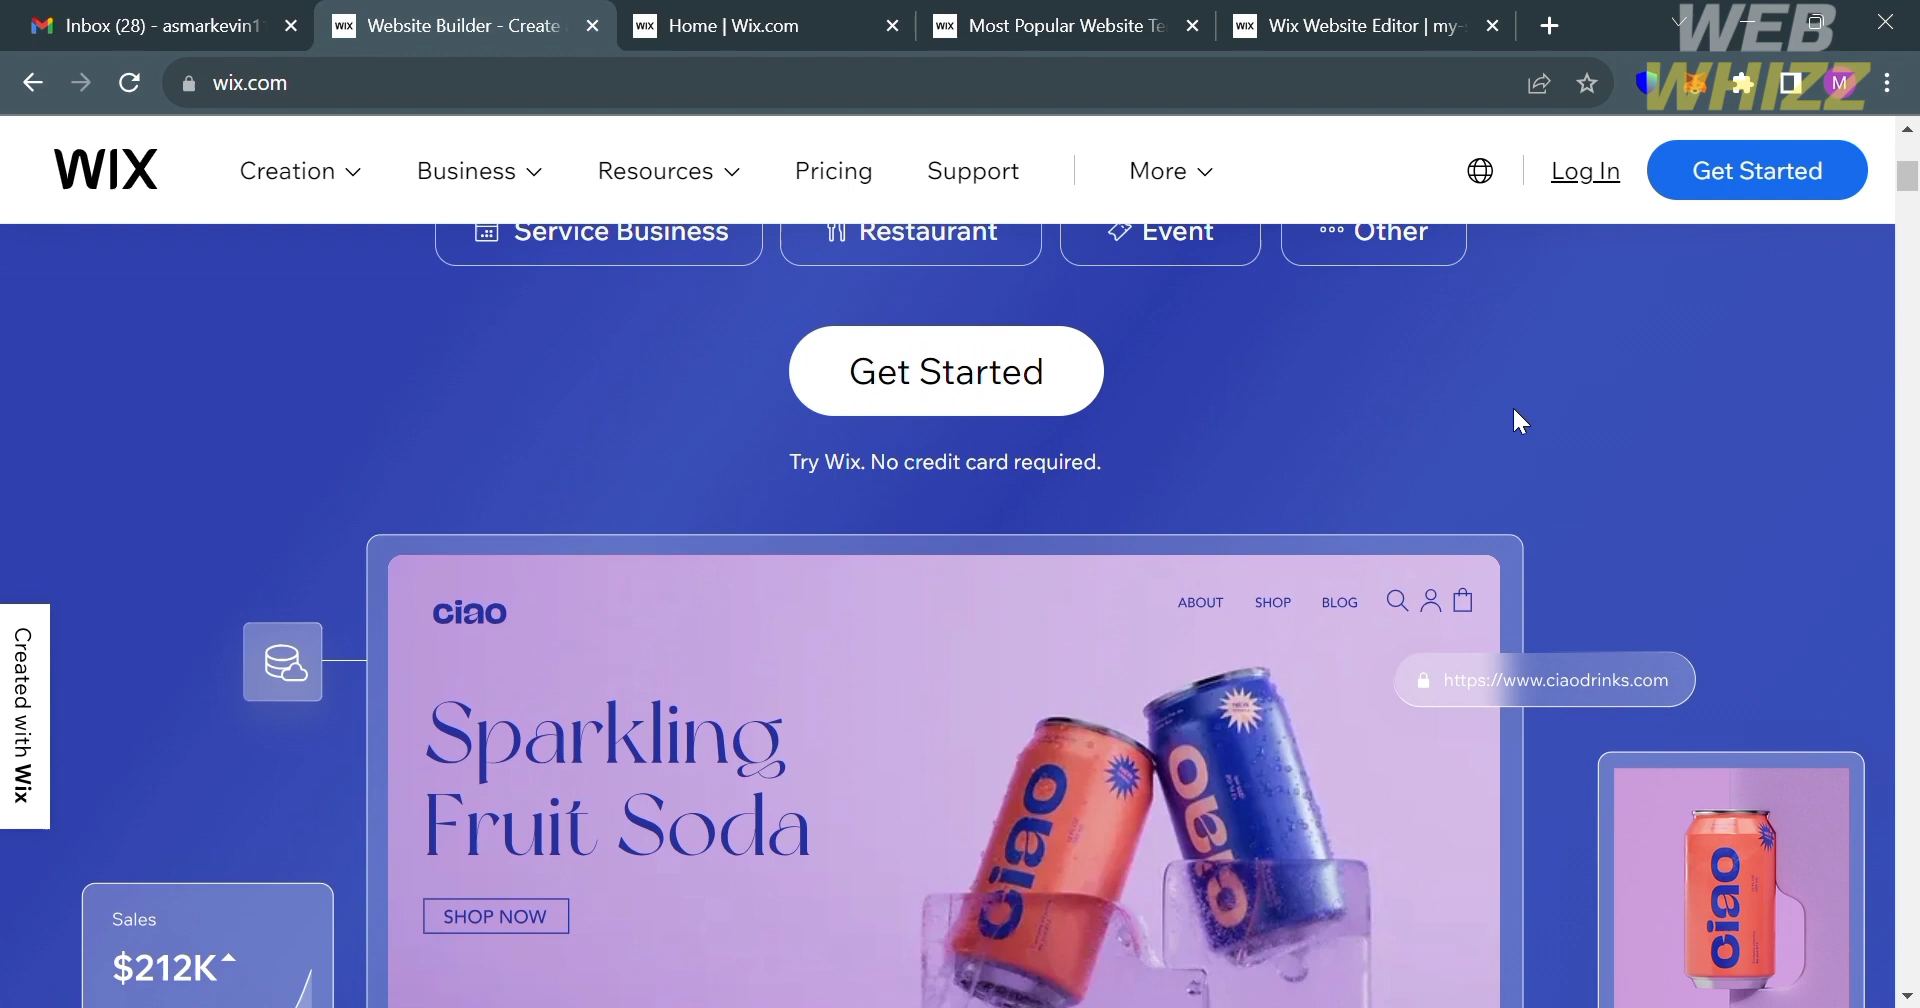 Inbox (28) - asmarkevin1
Website Builder - Create
Home | Wix.com
Most Popular Website Te
Wix Website Editor | my-
WEB
WHIZZ
wix.com
M
WIX
Creation
Business
Resources
Pricing
Support
More
Log In
Get Started
Service Business
Restaurant
Event
Other
Get Started
Try Wix. No credit card required.
ciao
ABOUT
SHOP
BLOG
https://www.ciaodrinks.com
Sparkling
Fruit Soda
SHOP NOW
ciao
ciao
ciao
Created with Wix
Sales
$212K